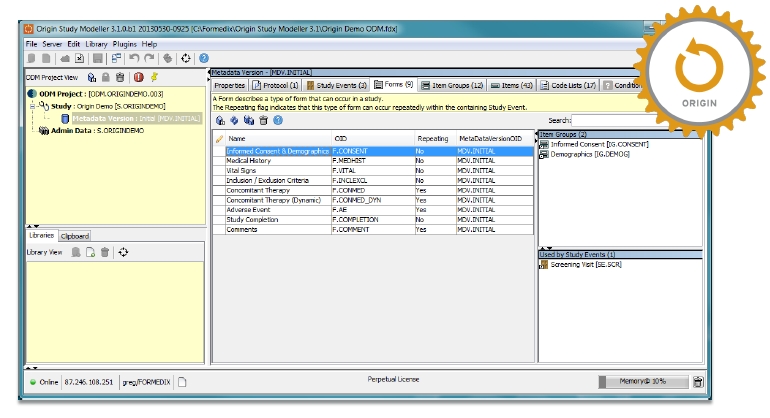 Origin Study Modeller 3.1.0.b1 20130530-0925 [C:\Formedix\Origin Study Modeller 3.1\Origin Demo ODM.fdx]
File Server Edit Library Plugins Help
ODM Project View
ODM Project : [ODM.ORIGINDEMO.003]
Study : Origin Demo [S.ORIGINDEMO]
Metadata Version : Initial [MDV.INITIAL]
Admin Data : S.ORIGINDEMO
Libraries Clipboard
Library View
Metadata Version - [MDV.INITIAL]
Properties Protocol (1) Study Events (3) Forms (9) Item Groups (12) Items (43) Code Lists (17) Condition
A Form describes a type of form that can occur in a study.
The Repeating flag indicates that this type of form can occur repeatedly within the containing Study Event.
Search:
Name OID Repeating MetaDataVersionOID
Informed Consent & Demographics F.CONSENT No MDV.INITIAL
Medical History F.MEDHIST No MDV.INITIAL
Vital Signs F.VITAL No MDV.INITIAL
Inclusion / Exclusion Criteria F.INCLEXCL No MDV.INITIAL
Concomitant Therapy F.CONMED Yes MDV.INITIAL
Concomitant Therapy (Dynamic) F.CONMED_DYN Yes MDV.INITIAL
Adverse Event F.AE Yes MDV.INITIAL
Study Completion F.COMPLETION No MDV.INITIAL
Comments F.COMMENT Yes MDV.INITIAL
Item Groups (2)
Informed Consent [IG.CONSENT]
Demographics [IG.DEMOG]
Used by Study Events (1)
Screening Visit [SE.SCR]
Online 87.246.108.251 greg/FORMEDIX
Perpetual License
Memory@ 10%
ORIGIN